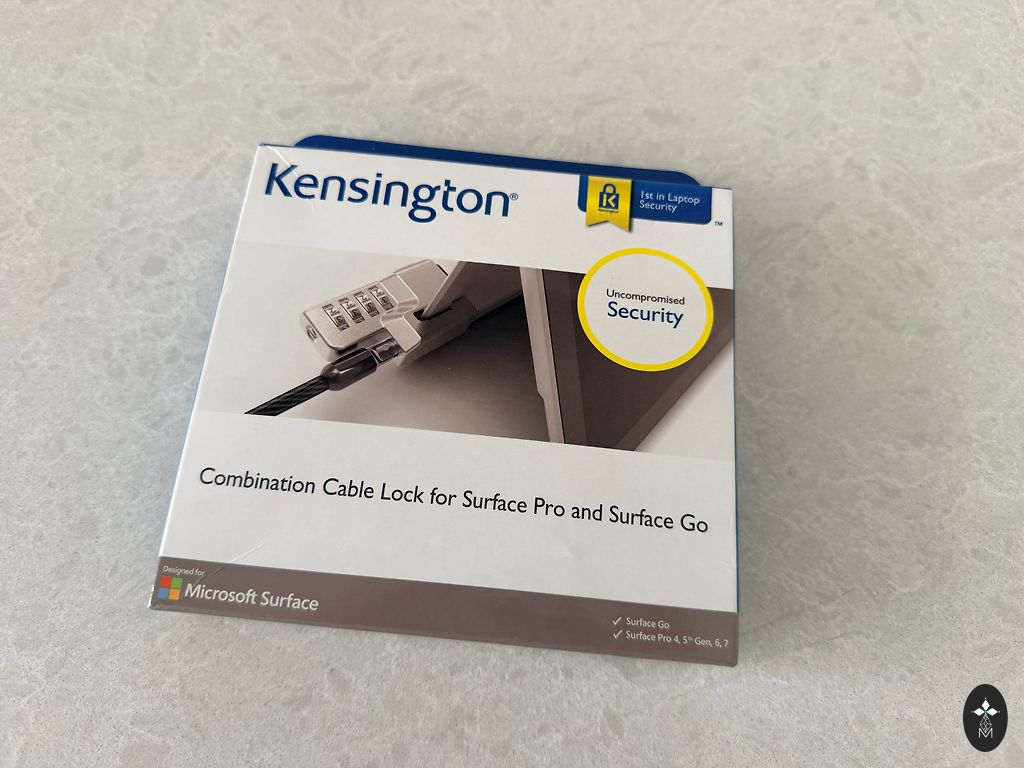 Kensington®
1st in Laptop
Security
Kensington
™
Uncompromised
Security
Combination Cable Lock for Surface Pro and Surface Go
Designed for
Microsoft Surface
✓ Surface Go
✓ Surface Pro 4, 5th Gen, 6, 7
M